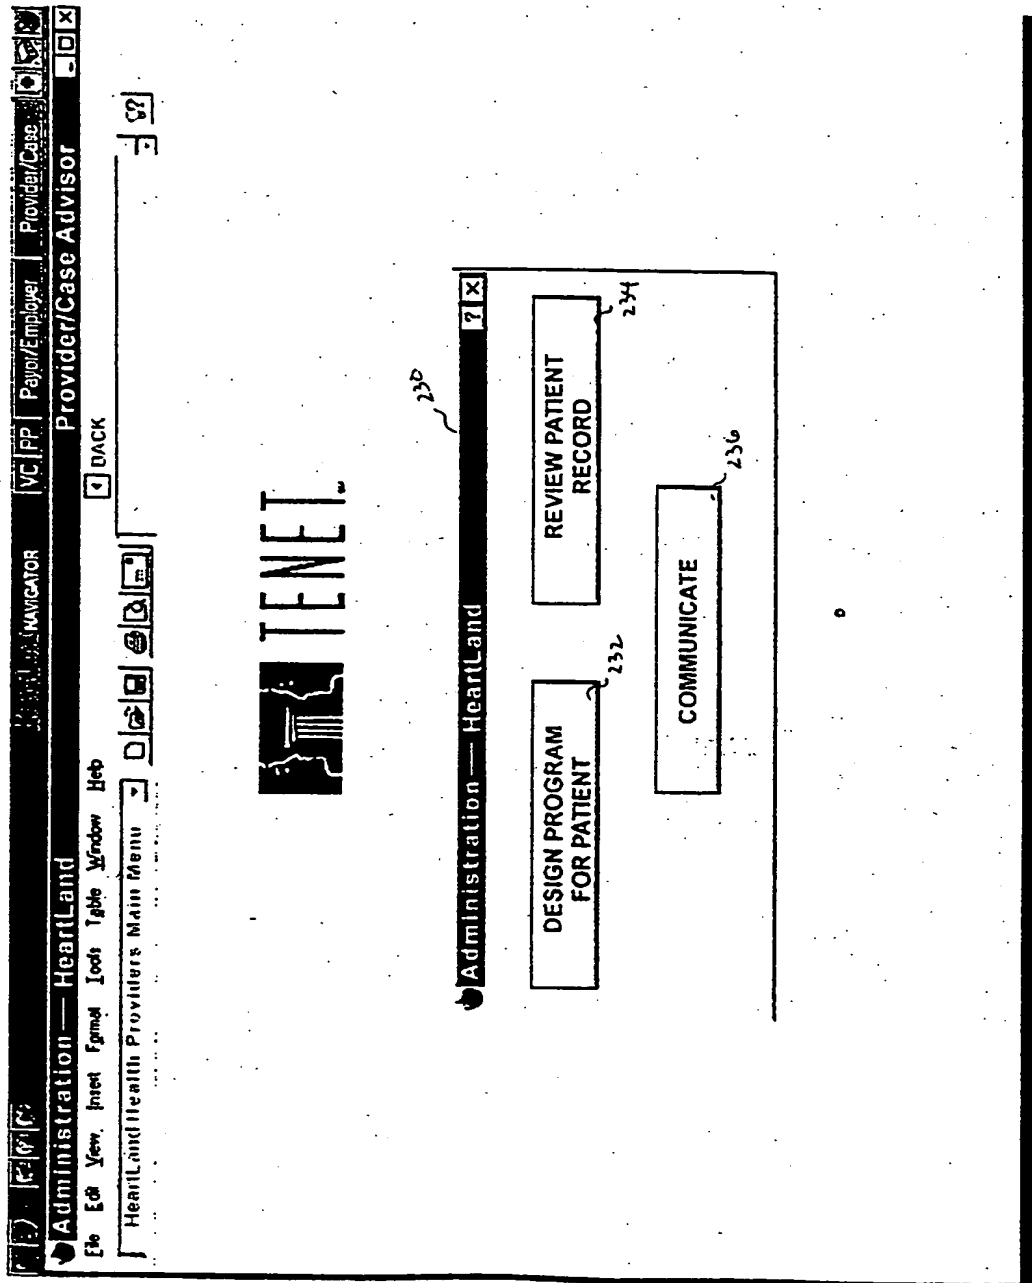 NAVIGATOR VC PP Payor/Employer Provider/Case
Administration — HeartLand Provider/Case Advisor
File Edit View Insert Format Tools Table Window Help
BACK
HeartLand Health Providers Main Menu
TENET
230
Administration — HeartLand ? X
DESIGN PROGRAM
FOR PATIENT
232
REVIEW PATIENT
RECORD
234
COMMUNICATE
236